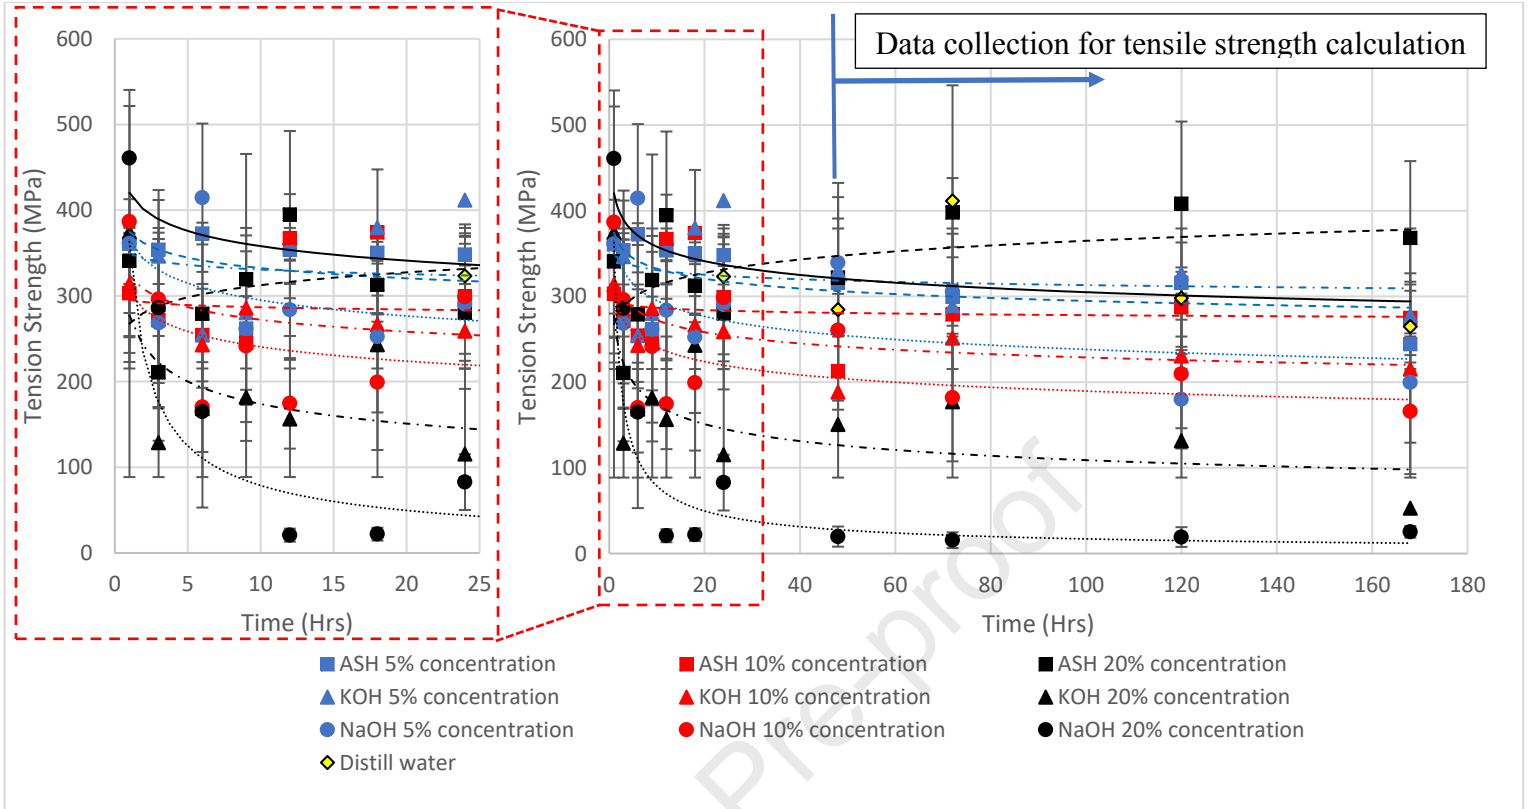 Data collection for tensile strength calculation
600
500
400
300
200
100
0
Tension Strength (MPa)
0 5 10 15 20 25
Time (Hrs)
600
500
400
300
200
100
0
Tension Strength (MPa)
0 20 40 60 80 100 120 140 160 180
Time (Hrs)
ASH 5% concentration ASH 10% concentration ASH 20% concentration
KOH 5% concentration KOH 10% concentration KOH 20% concentration
NaOH 5% concentration NaOH 10% concentration NaOH 20% concentration
Distill water
Pre-proof